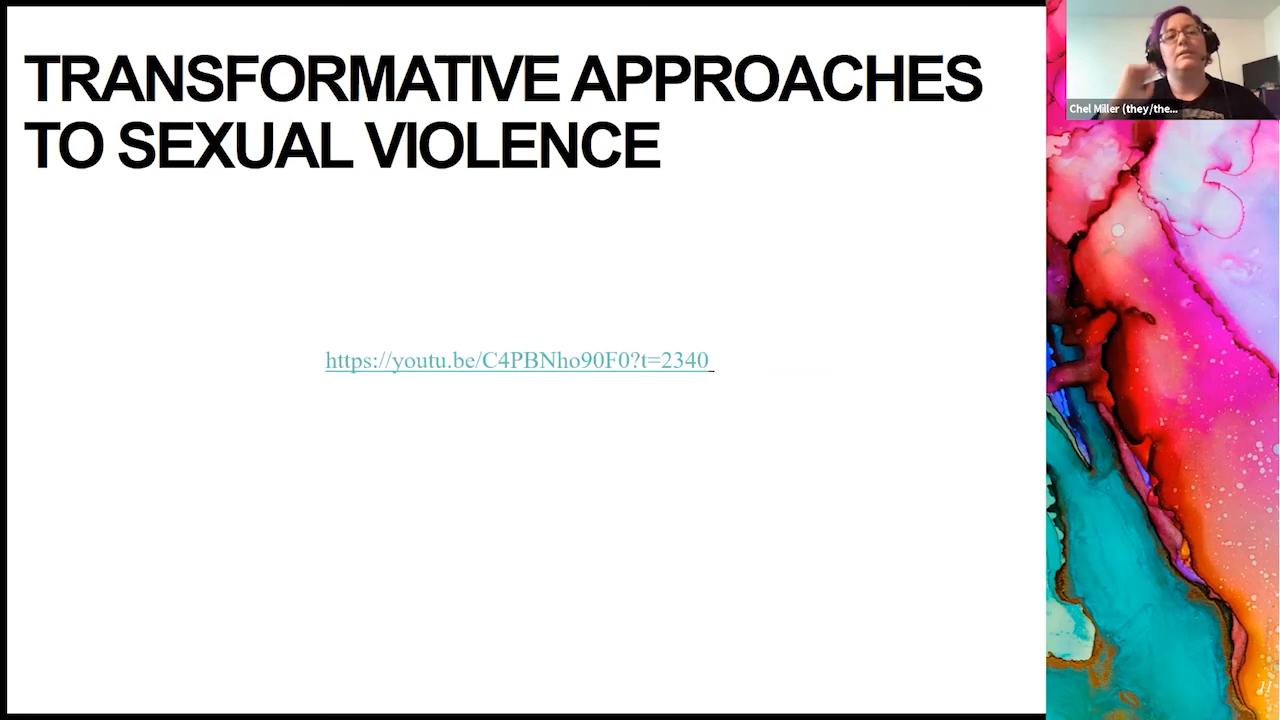 TRANSFORMATIVE APPROACHES
TO SEXUAL VIOLENCE
https://youtu.be/C4PBNho90F0?t=2340
Chel Miller (they/the...